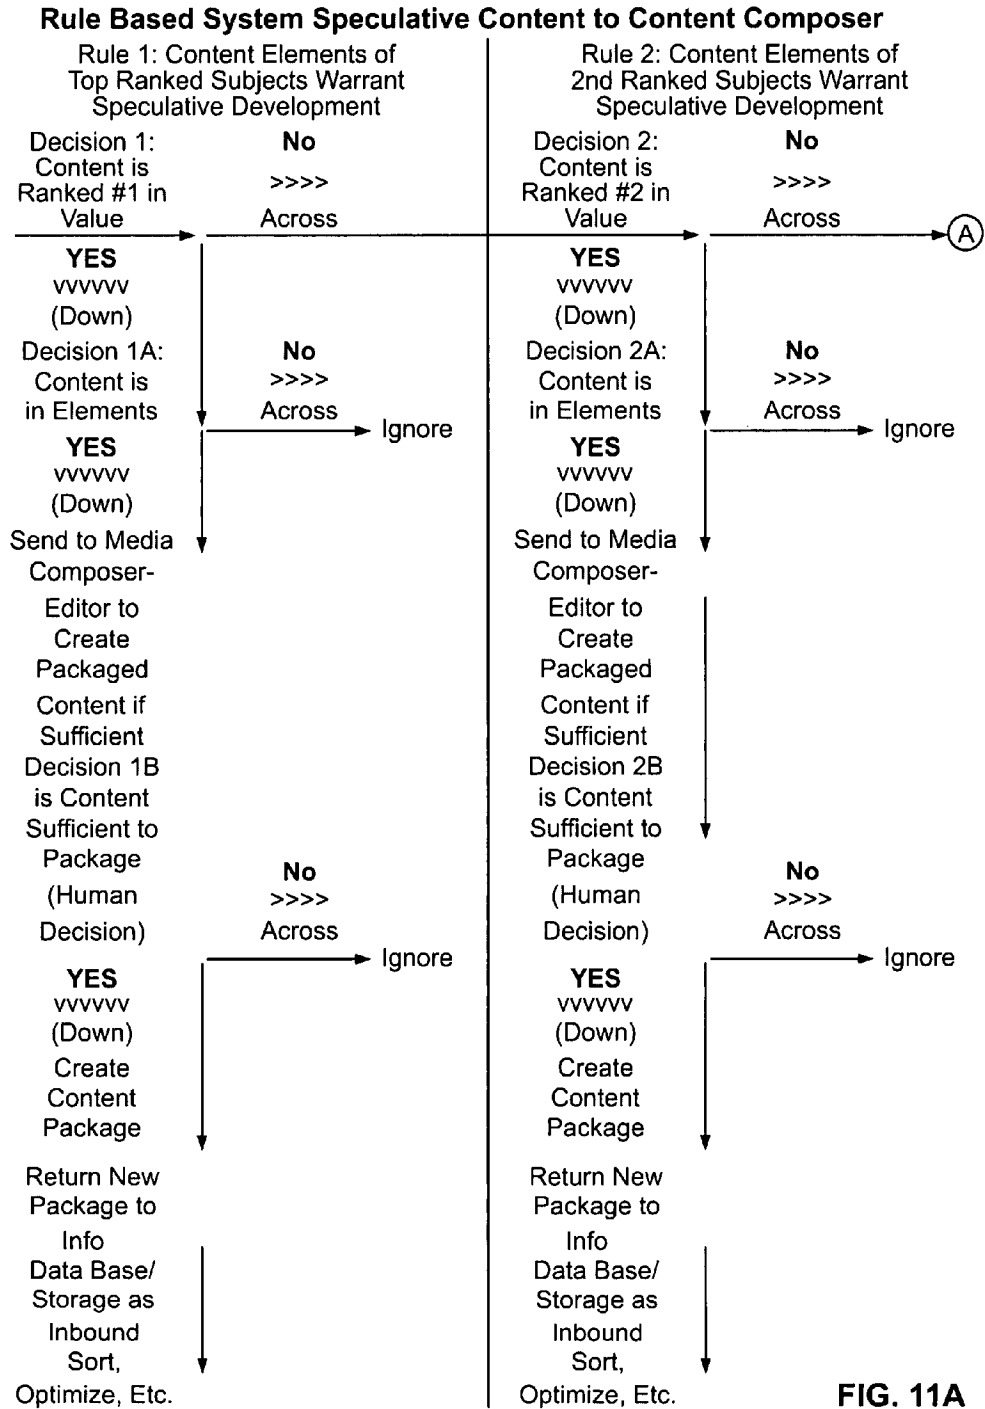 Rule Based System Speculative Content to Content Composer
Rule 1: Content Elements of
Top Ranked Subjects Warrant
Speculative Development
Decision 1:
Content is
Ranked #1 in
Value
No
>>>>
Across
YES
vvvvvv
(Down)
Decision 1A:
Content is
in Elements
No
>>>>
Across
Ignore
YES
vvvvvv
(Down)
Send to Media
Composer-
Editor to
Create
Packaged
Content if
Sufficient
Decision 1B
is Content
Sufficient to
Package
(Human
Decision)
No
>>>>
Across
Ignore
YES
vvvvvv
(Down)
Create
Content
Package
Return New
Package to
Info
Data Base/
Storage as
Inbound
Sort,
Optimize, Etc.
Rule 2: Content Elements of
2nd Ranked Subjects Warrant
Speculative Development
Decision 2:
Content is
Ranked #2 in
Value
No
>>>>
Across
A
YES
vvvvvv
(Down)
Decision 2A:
Content is
in Elements
No
>>>>
Across
Ignore
YES
vvvvvv
(Down)
Send to Media
Composer-
Editor to
Create
Packaged
Content if
Sufficient
Decision 2B
is Content
Sufficient to
Package
(Human
Decision)
No
>>>>
Across
Ignore
YES
vvvvvv
(Down)
Create
Content
Package
Return New
Package to
Info
Data Base/
Storage as
Inbound
Sort,
Optimize, Etc.
FIG. 11A